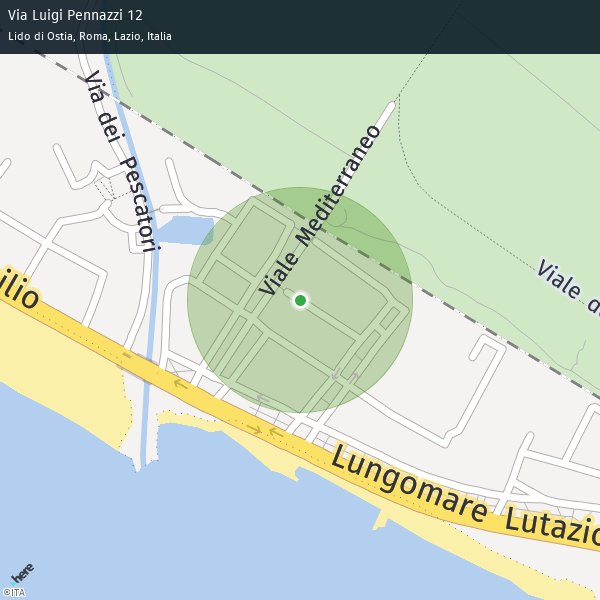 Via Luigi Pennazzi 12
Lido di Ostia, Roma, Lazio, Italia
Via dei Pescatori
Viale Mediterraneo
Viale
ilio
Lungomare Lutazio
here
©ITA